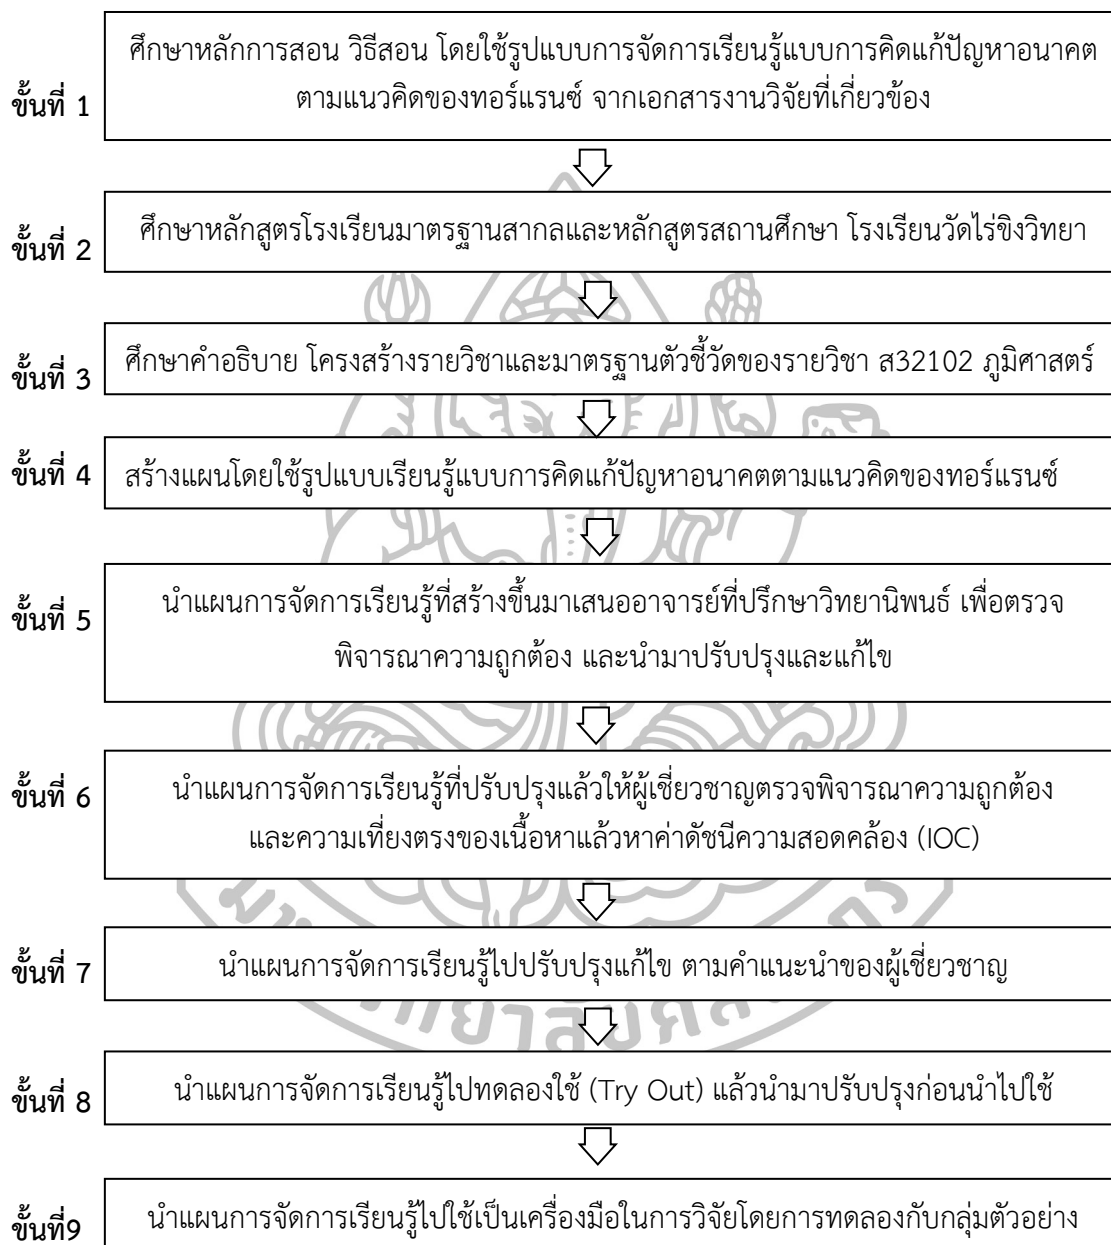 ขั้นที่ 1
ศึกษาหลักการสอน วิธีสอน โดยใช้รูปแบบการจัดการเรียนรู้แบบการคิดแก้ปัญหาอนาคต
ตามแนวคิดของทอร์แรนซ์ จากเอกสารงานวิจัยที่เกี่ยวข้อง
ขั้นที่ 2
ศึกษาหลักสูตรโรงเรียนมาตรฐานสากลและหลักสูตรสถานศึกษา โรงเรียนวัดไร่ขิงวิทยา
ขั้นที่ 3
ศึกษาคำอธิบาย โครงสร้างรายวิชาและมาตรฐานตัวชี้วัดของรายวิชา ส32102 ภูมิศาสตร์
ขั้นที่ 4
สร้างแผนโดยใช้รูปแบบเรียนรู้แบบการคิดแก้ปัญหาอนาคตตามแนวคิดของทอร์แรนซ์
ขั้นที่ 5
นำแผนการจัดการเรียนรู้ที่สร้างขึ้นมาเสนออาจารย์ที่ปรึกษาวิทยานิพนธ์ เพื่อตรวจ
พิจารณาความถูกต้อง และนำมาปรับปรุงและแก้ไข
ขั้นที่ 6
นำแผนการจัดการเรียนรู้ที่ปรับปรุงแล้วให้ผู้เชี่ยวชาญตรวจพิจารณาความถูกต้อง
และความเที่ยงตรงของเนื้อหาแล้วหาค่าดัชนีความสอดคล้อง (IOC)
ขั้นที่ 7
นำแผนการจัดการเรียนรู้ไปปรับปรุงแก้ไข ตามคำแนะนำของผู้เชี่ยวชาญ
ขั้นที่ 8
นำแผนการจัดการเรียนรู้ไปทดลองใช้ (Try Out) แล้วนำมาปรับปรุงก่อนนำไปใช้
ขั้นที่9
นำแผนการจัดการเรียนรู้ไปใช้เป็นเครื่องมือในการวิจัยโดยการทดลองกับกลุ่มตัวอย่าง